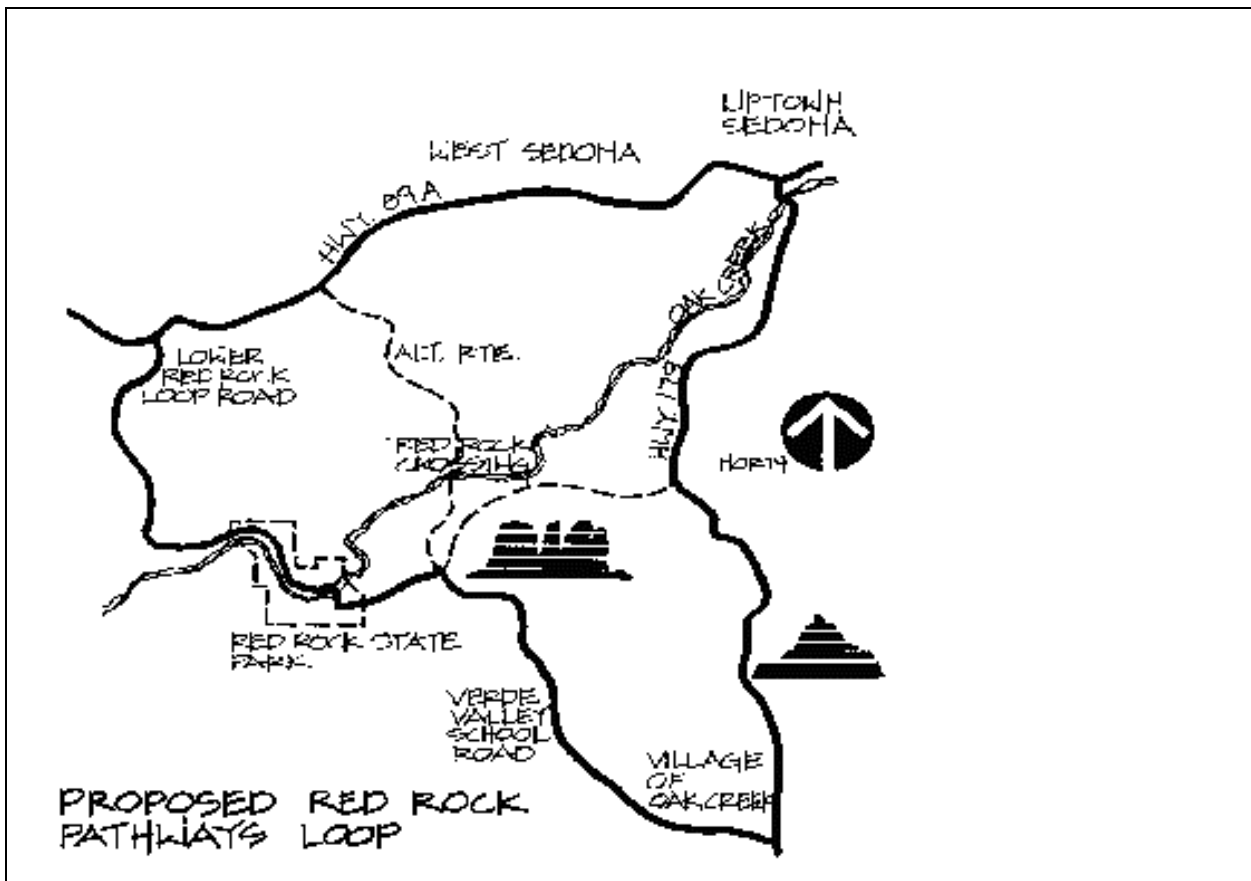 UPTOWN
SEDONA
WEST SEDONA
HWY. 89A
OAK CREEK
LOWER
RED ROCK
LOOP ROAD
ALT. RTE.
HWY 179
RED ROCK
CROSSING
NORTH
RED ROCK STATE
PARK
VERDE
VALLEY
SCHOOL
ROAD
VILLAGE
OF
OAKCREEK
PROPOSED RED ROCK
PATHWAYS LOOP